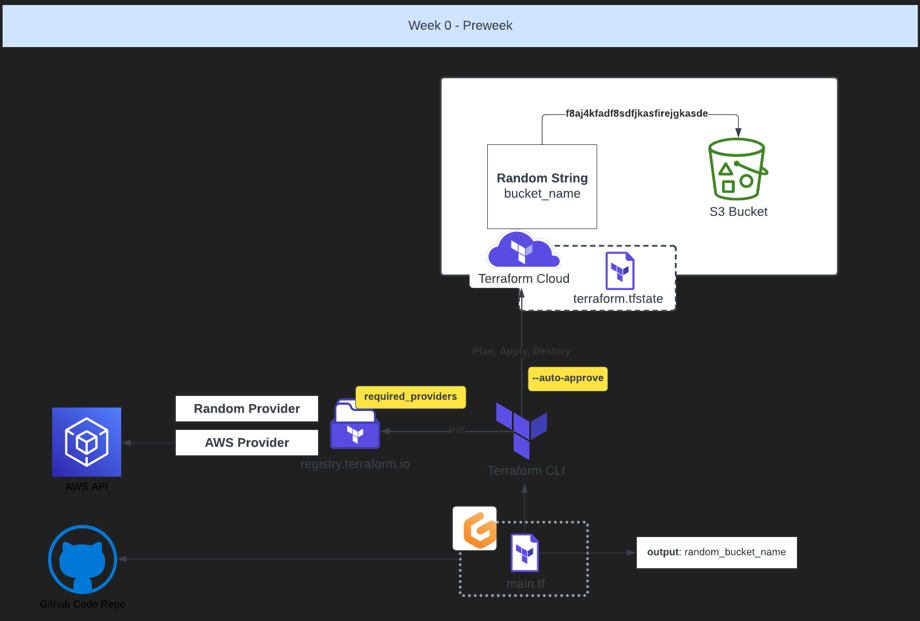 Week 0 - Preweek
f8aj4kfadf8sdfjkasfirejgkasde
Random String
bucket_name
S3 Bucket
Terraform Cloud
terraform.tfstate
Plan, Apply, Destory
--auto-approve
required_providers
Random Provider
AWS Provider
Init
registry.terraform.io
Terraform CLI
AWS API
output: random_bucket_name
main.tf
Github Code Repo